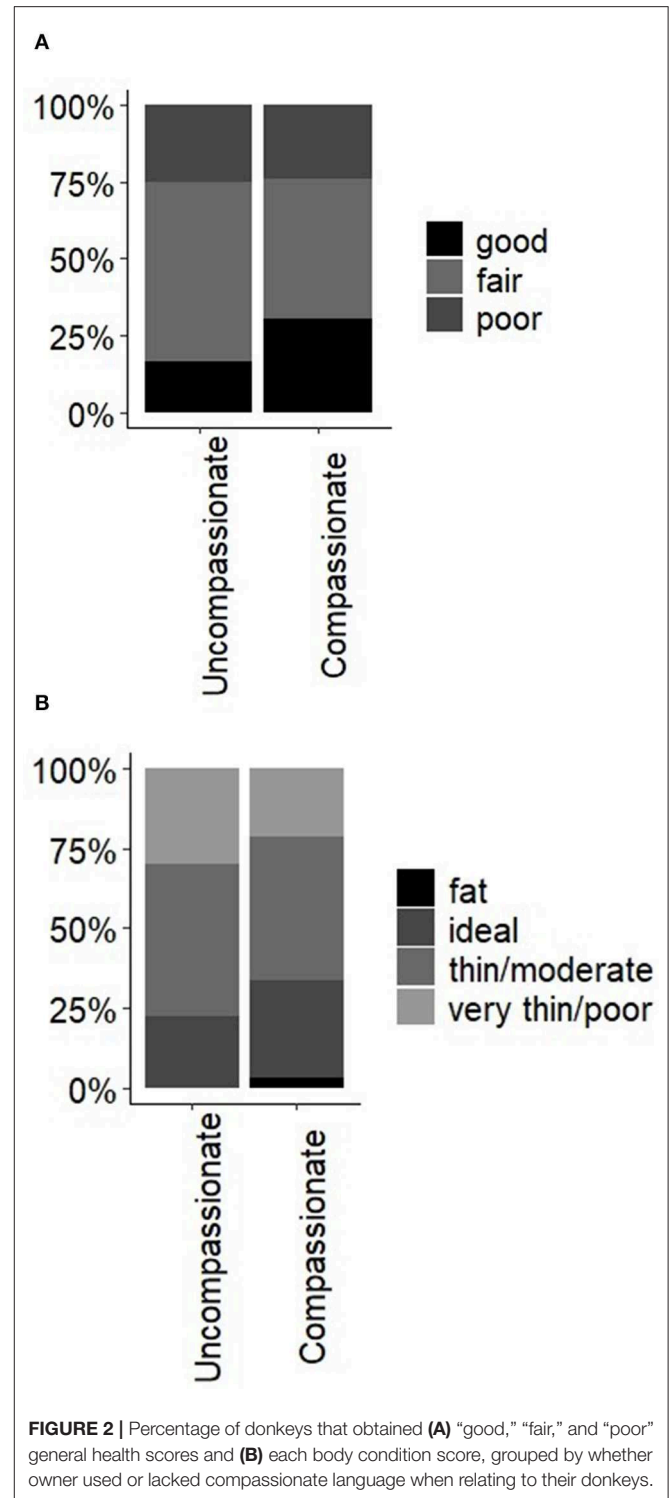 A
100%
75%
50%
25%
0%
good
fair
poor
Uncompassionate
Compassionate
B
100%
75%
50%
25%
0%
fat
ideal
thin/moderate
very thin/poor
Uncompassionate
Compassionate
FIGURE 2 | Percentage of donkeys that obtained (A) “good,” “fair,” and “poor”
general health scores and (B) each body condition score, grouped by whether
owner used or lacked compassionate language when relating to their donkeys.